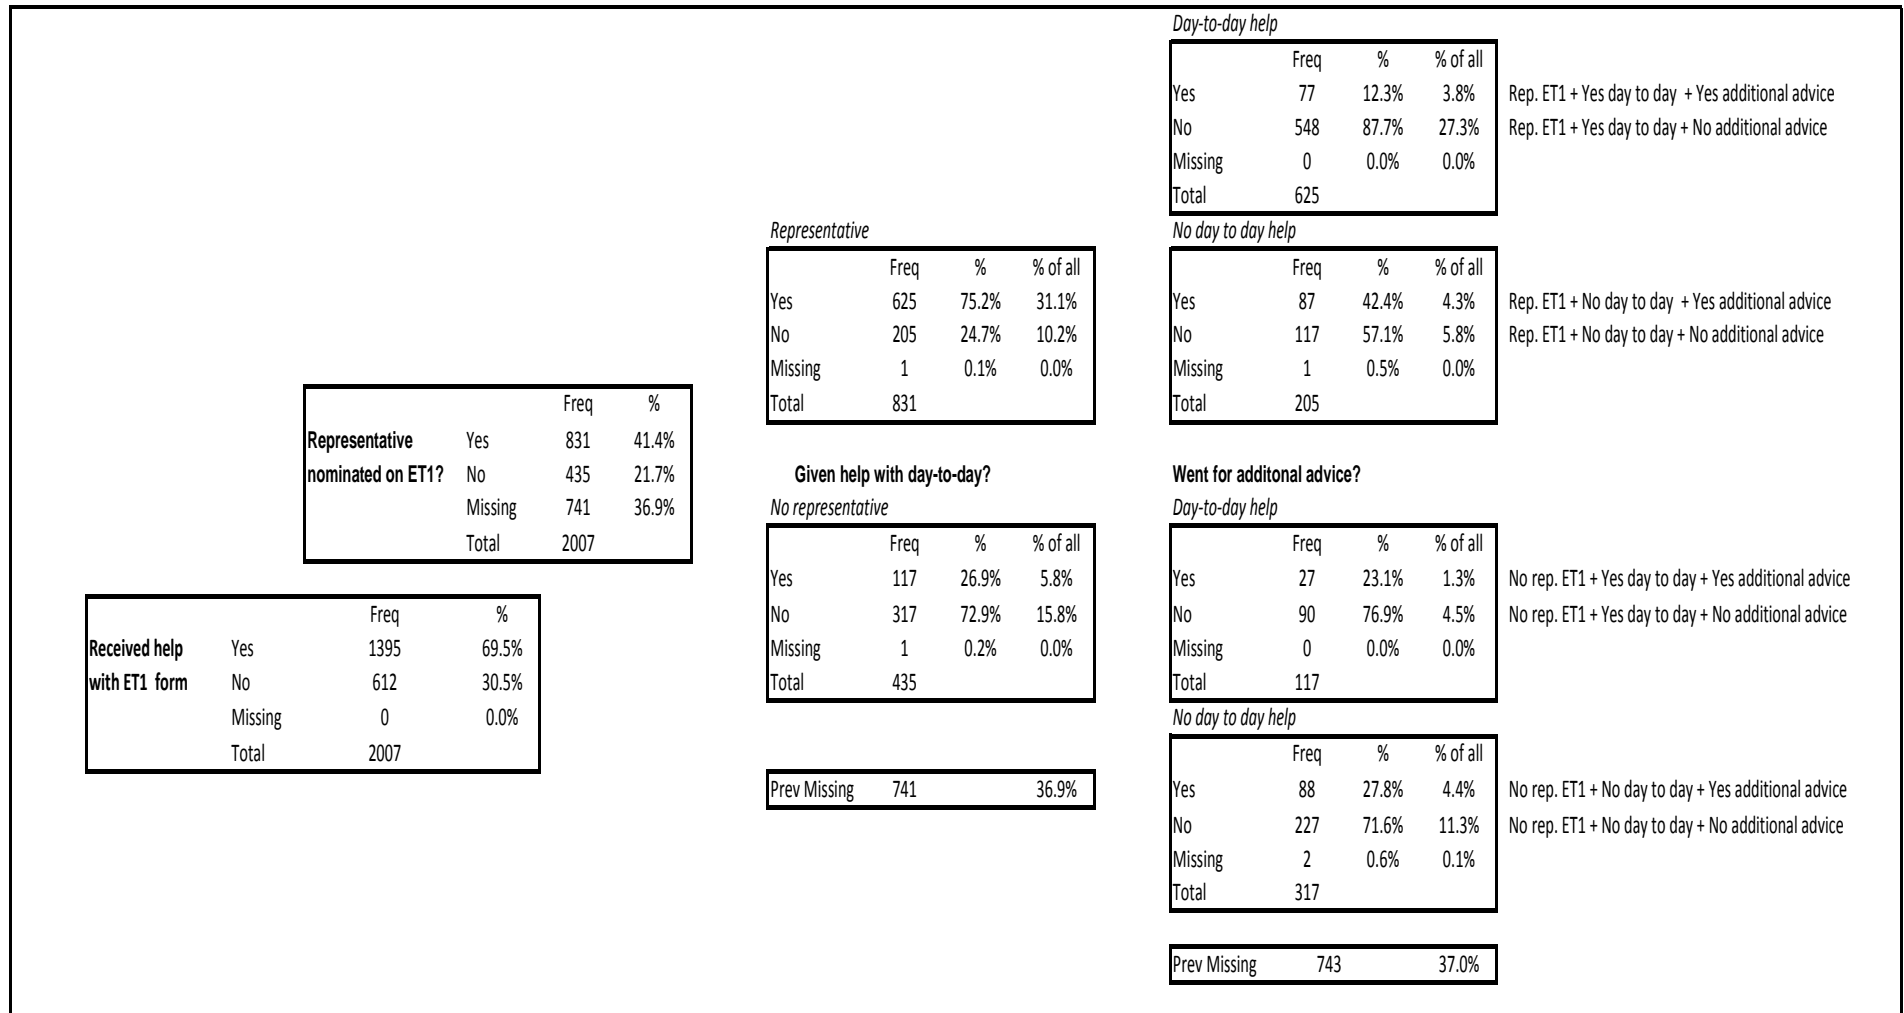 Day-to-day help
Freq % % of all
Yes 77 12.3% 3.8% Rep. ET1 + Yes day to day + Yes additional advice
No 548 87.7% 27.3% Rep. ET1 + Yes day to day + No additional advice
Missing 0 0.0% 0.0%
Total 625
Representative
Freq % % of all
Yes 625 75.2% 31.1%
No 205 24.7% 10.2%
Missing 1 0.1% 0.0%
Total 831
No day to day help
Freq % % of all
Yes 87 42.4% 4.3% Rep. ET1 + No day to day + Yes additional advice
No 117 57.1% 5.8% Rep. ET1 + No day to day + No additional advice
Missing 1 0.5% 0.0%
Total 205
Freq %
Representative Yes 831 41.4%
nominated on ET1? No 435 21.7%
Missing 741 36.9%
Total 2007
Given help with day-to-day?
No representative
Freq % % of all
Yes 117 26.9% 5.8%
No 317 72.9% 15.8%
Missing 1 0.2% 0.0%
Total 435
Went for additonal advice?
Day-to-day help
Freq % % of all
Yes 27 23.1% 1.3% No rep. ET1 + Yes day to day + Yes additional advice
No 90 76.9% 4.5% No rep. ET1 + Yes day to day + No additional advice
Missing 0 0.0% 0.0%
Total 117
Freq %
Received help Yes 1395 69.5%
with ET1 form No 612 30.5%
Missing 0 0.0%
Total 2007
Prev Missing 741 36.9%
No day to day help
Freq % % of all
Yes 88 27.8% 4.4% No rep. ET1 + No day to day + Yes additional advice
No 227 71.6% 11.3% No rep. ET1 + No day to day + No additional advice
Missing 2 0.6% 0.1%
Total 317
Prev Missing 743 37.0%